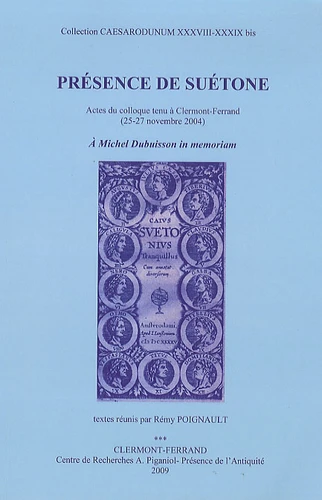 Collection CAESARODUNUM XXXVIII-XXXIX bis
PRÉSENCE DE SUÉTONE
Actes du colloque tenu à Clermont-Ferrand
(25-27 novembre 2004)
À Michel Dubuisson in memoriam
CAIVS
SVETO
NIVS
Tranquillus
Cum annotat
diversorum
Amsterodami
textes réunis par Rémy POIGNAULT
***
CLERMONT-FERRAND
Centre de Recherches A. Piganiol- Présence de l'Antiquité
2009